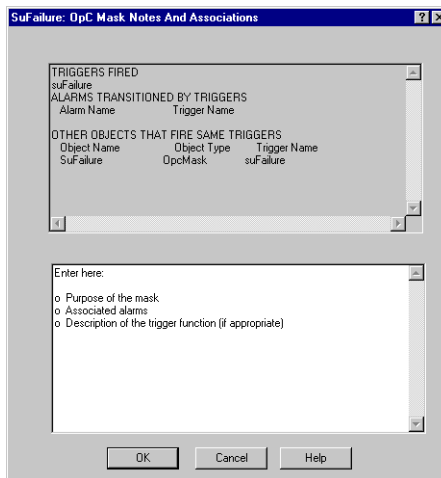 SuFailure: OpC Mask Notes And Associations
TRIGGERS FIRED
suFailure
ALARMS TRANSITIONED BY TRIGGERS
Alarm Name Trigger Name
OTHER OBJECTS THAT FIRE SAME TRIGGERS
Object Name Object Type Trigger Name
SuFailure OpcMask suFailure
Enter here:
o Purpose of the mask
o Associated alarms
o Description of the trigger function (if appropriate)
OK Cancel Help